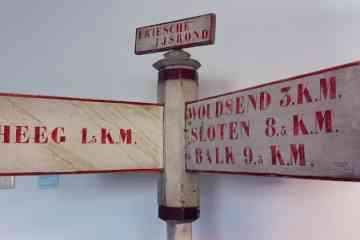 FRIESCHE
IJSBOND
HEEG 1.5 K.M.
WOUDSEND 3.K.M.
SLOTEN 8.5 K.M.
BALK 9.5 K.M.